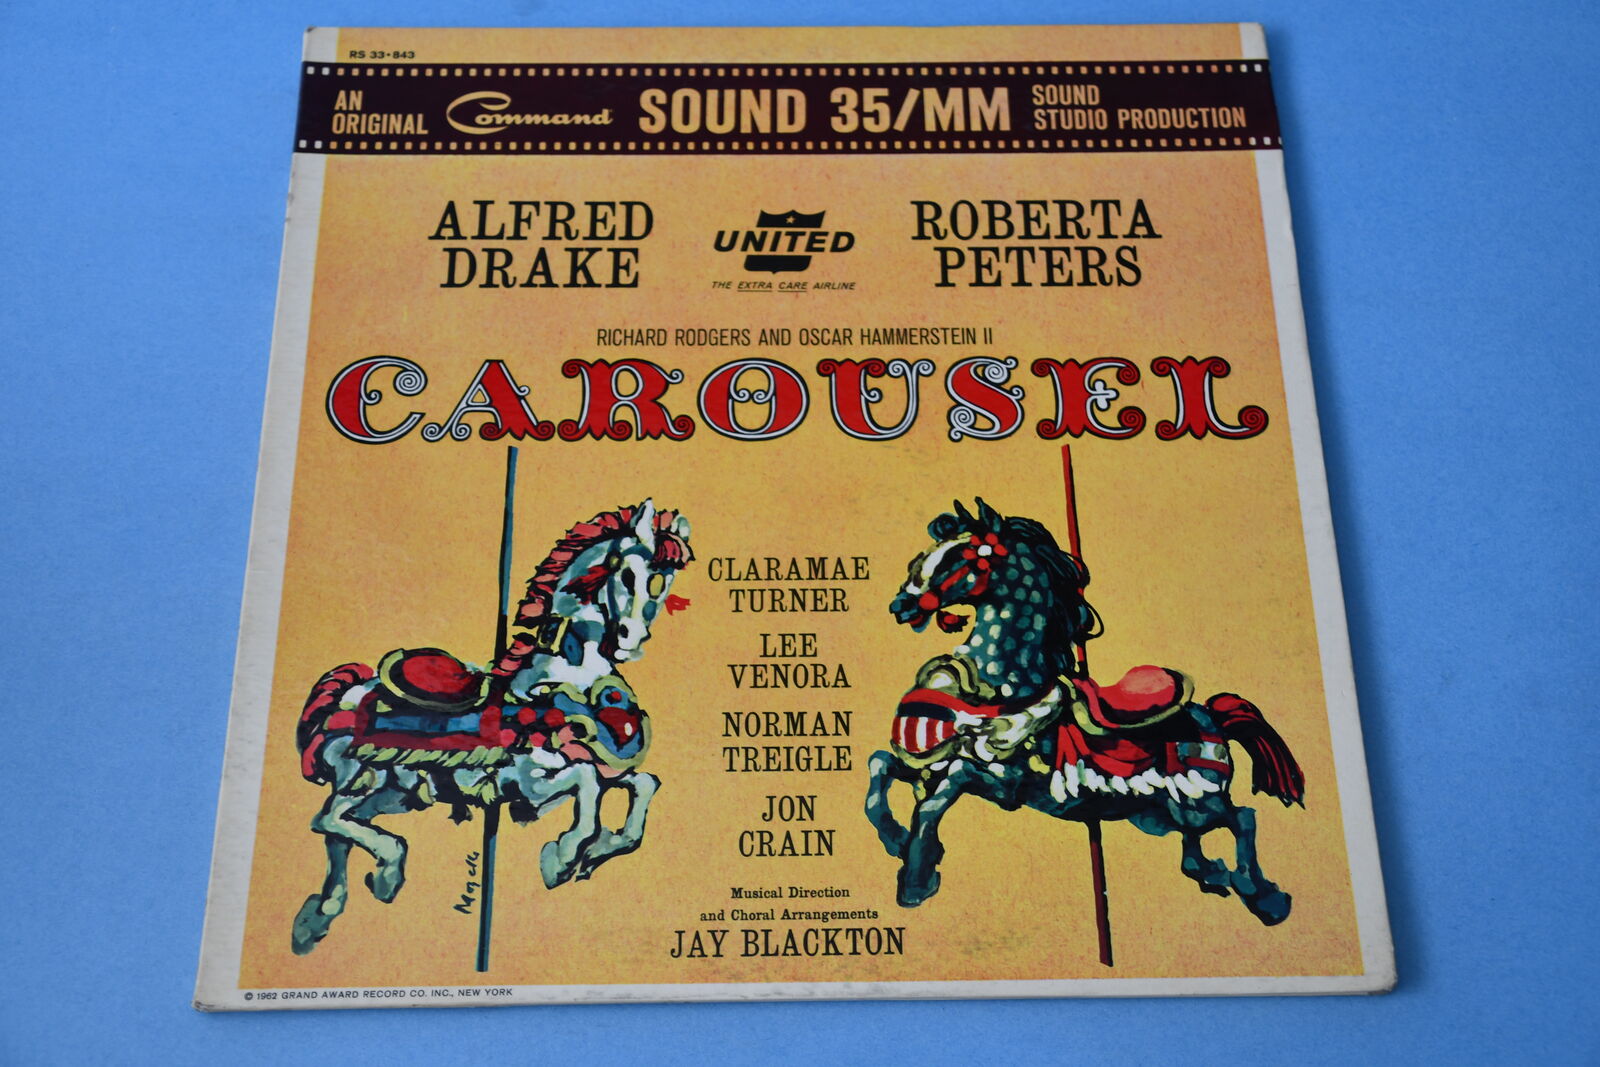 RS 33·843
AN ORIGINAL Command SOUND 35/MM SOUND STUDIO PRODUCTION
ALFRED DRAKE
UNITED
THE EXTRA CARE AIRLINE
ROBERTA PETERS
RICHARD RODGERS AND OSCAR HAMMERSTEIN II
CAROUSEL
CLARAMAE
TURNER
LEE
VENORA
NORMAN
TREIGLE
JON
CRAIN
Musical Direction
and Choral Arrangements
JAY BLACKTON
© 1962 GRAND AWARD RECORD CO. INC., NEW YORK